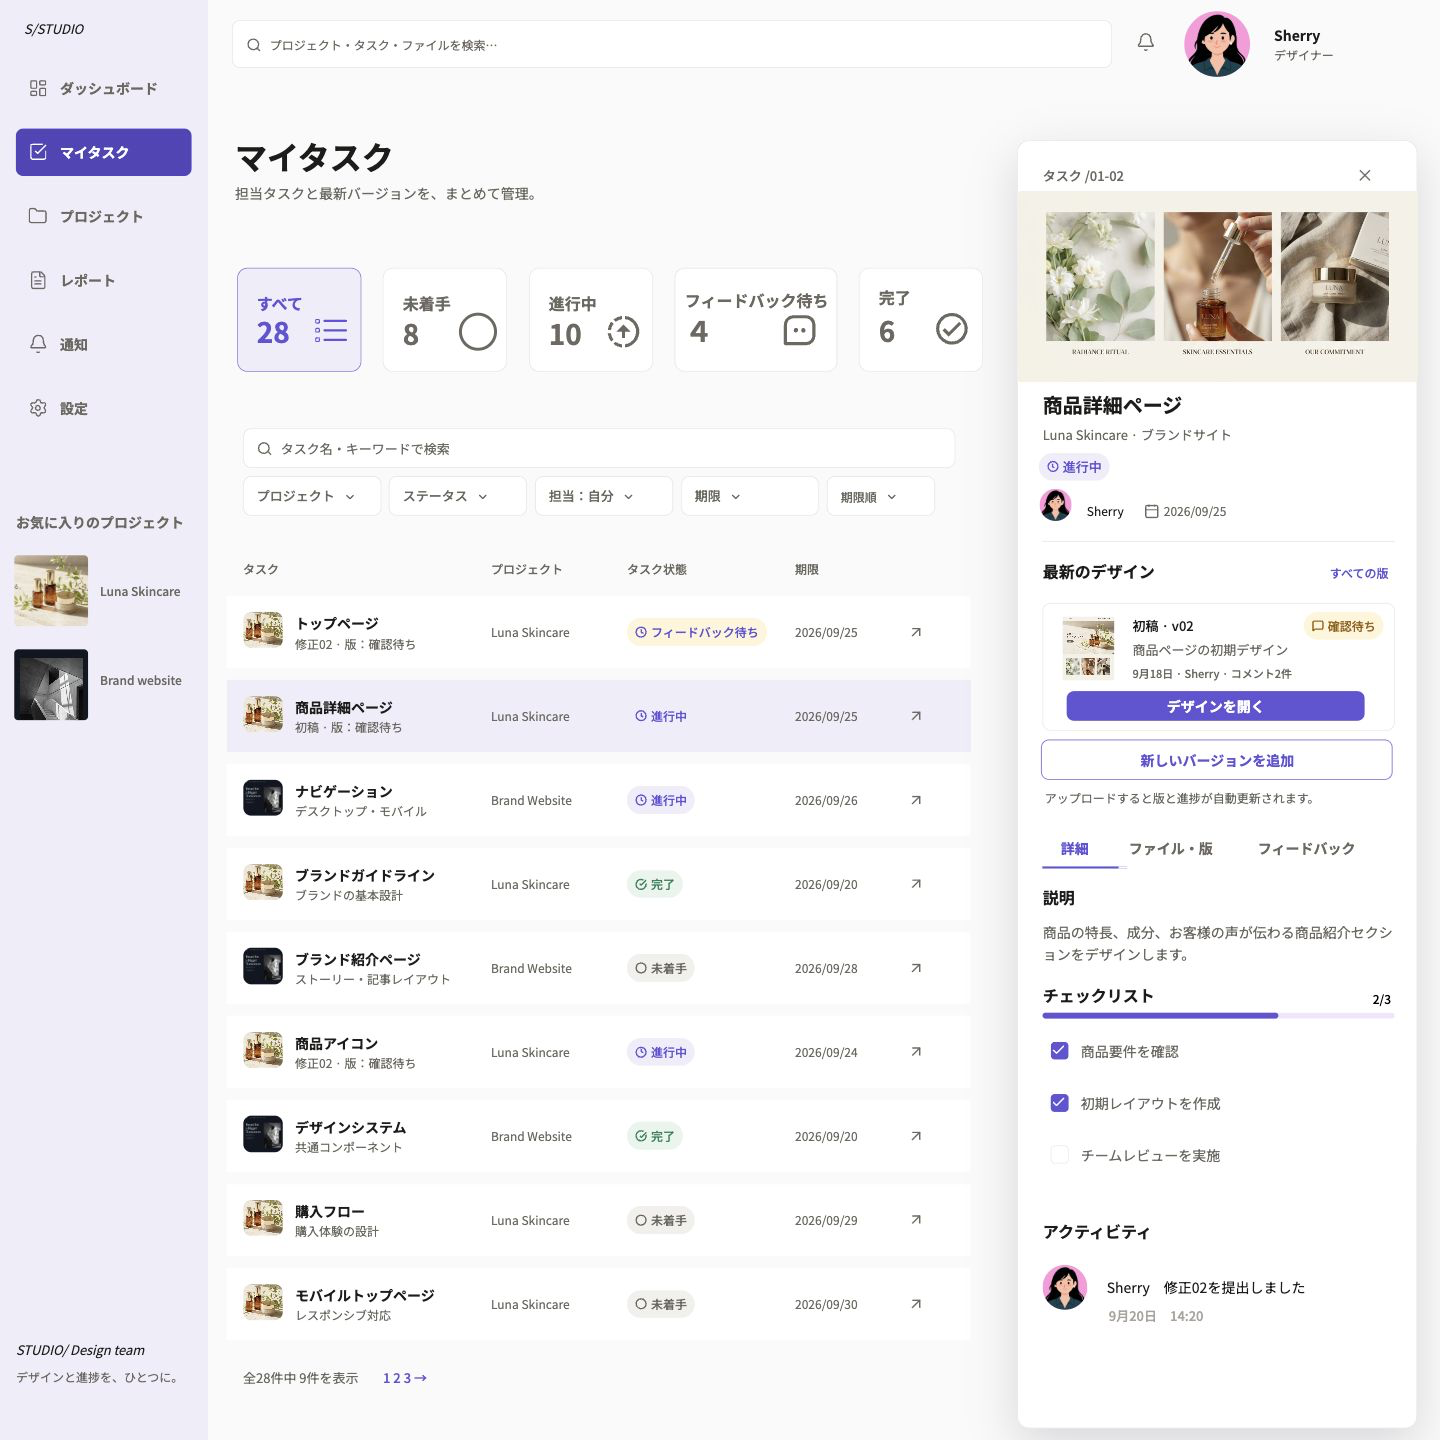 S/STUDIO
ダッシュボード
マイタスク
プロジェクト
レポート
通知
設定
お気に入りのプロジェクト
Luna Skincare
Brand website
STUDIO/ Design team
デザインと進捗を、ひとつに。
プロジェクト・タスク・ファイルを検索…
Sherry
デザイナー
マイタスク
担当タスクと最新バージョンを、まとめて管理。
すべて
28
未着手
8
進行中
10
フィードバック待ち
4
完了
6
タスク名・キーワードで検索
プロジェクト
ステータス
担当：自分
期限
期限順
タスク プロジェクト タスク状態 期限
トップページ
修正02 · 版：確認待ち
Luna Skincare
フィードバック待ち
2026/09/25
商品詳細ページ
初稿 · 版：確認待ち
Luna Skincare
進行中
2026/09/25
ナビゲーション
デスクトップ・モバイル
Brand Website
進行中
2026/09/26
ブランドガイドライン
ブランドの基本設計
Luna Skincare
完了
2026/09/20
ブランド紹介ページ
ストーリー・記事レイアウト
Brand Website
未着手
2026/09/28
商品アイコン
修正02 · 版：確認待ち
Luna Skincare
進行中
2026/09/24
デザインシステム
共通コンポーネント
Brand Website
完了
2026/09/20
購入フロー
購入体験の設計
Luna Skincare
未着手
2026/09/29
モバイルトップページ
レスポンシブ対応
Luna Skincare
未着手
2026/09/30
全28件中 9件を表示
1 2 3 →
タスク /01-02
LUNA
LUNA
RADIANCE RITUAL
SKINCARE ESSENTIALS
OUR COMMITMENT
商品詳細ページ
Luna Skincare · ブランドサイト
進行中
Sherry
2026/09/25
最新のデザイン
すべての版
初稿 · v02
確認待ち
商品ページの初期デザイン
9月18日 · Sherry · コメント2件
デザインを開く
新しいバージョンを追加
アップロードすると版と進捗が自動更新されます。
詳細
ファイル・版
フィードバック
説明
商品の特長、成分、お客様の声が伝わる商品紹介セクシ
ョンをデザインします。
チェックリスト
2/3
商品要件を確認
初期レイアウトを作成
チームレビューを実施
アクティビティ
Sherry 修正02を提出しました
9月20日 14:20